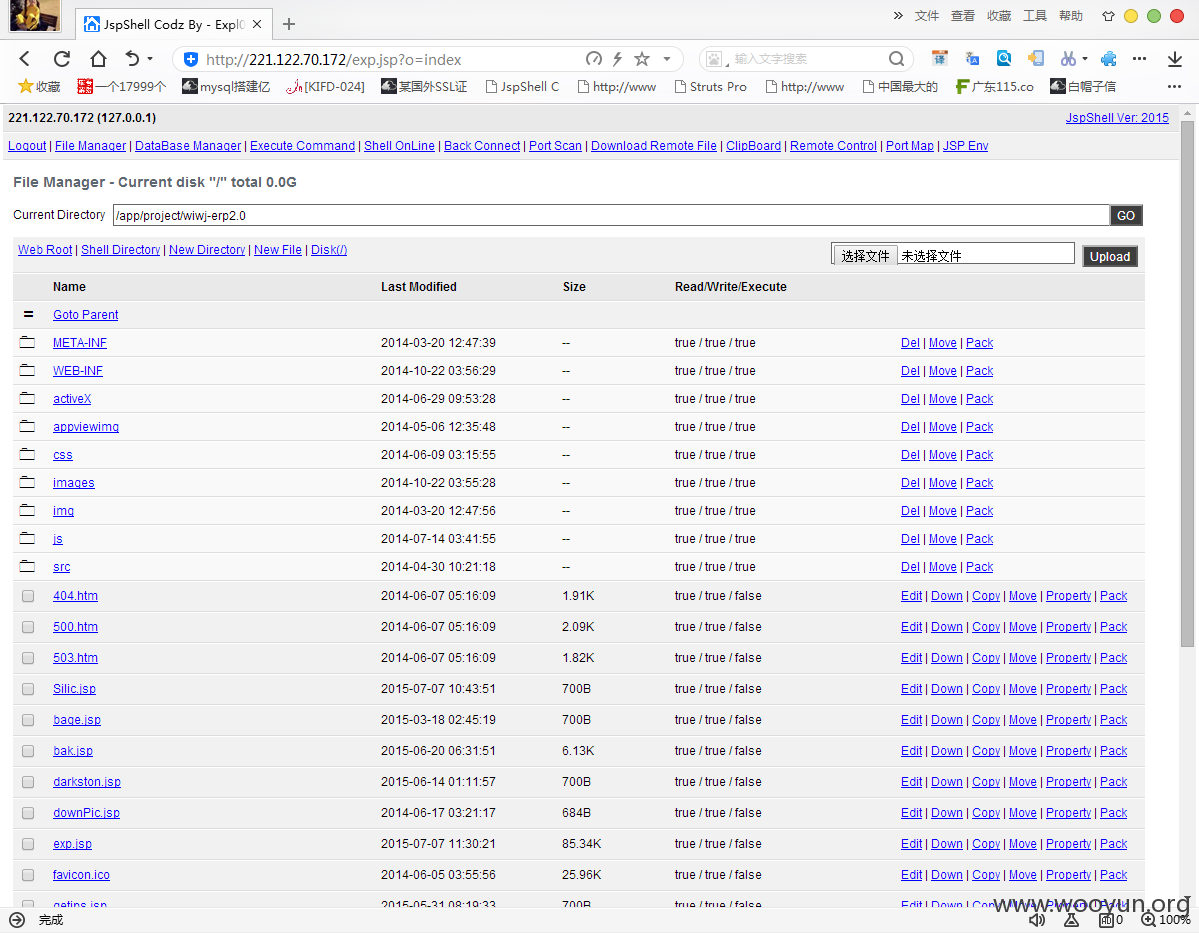 JspShell Codz By - Expl0
» 文件 查看 收藏 工具 帮助
http://221.122.70.172/exp.jsp?o=index
输入文字搜索
收藏 一个17999个 mysql搭建亿 [KIFD-024] 某国外SSL证 JspShell C http://www Struts Pro http://www 中国最大的 广东115.co 白帽子信
221.122.70.172 (127.0.0.1) JspShell Ver: 2015
Logout | File Manager | DataBase Manager | Execute Command | Shell OnLine | Back Connect | Port Scan | Download Remote File | ClipBoard | Remote Control | Port Map | JSP Env
File Manager - Current disk "/" total 0.0G
Current Directory /app/project/wiwj-erp2.0 GO
Web Root | Shell Directory | New Directory | New File | Disk(/) 选择文件 未选择文件 Upload
Name Last Modified Size Read/Write/Execute
= Goto Parent
META-INF 2014-03-20 12:47:39 -- true / true / true Del | Move | Pack
WEB-INF 2014-10-22 03:56:29 -- true / true / true Del | Move | Pack
activeX 2014-06-29 09:53:28 -- true / true / true Del | Move | Pack
appviewimg 2014-05-06 12:35:48 -- true / true / true Del | Move | Pack
css 2014-06-09 03:15:55 -- true / true / true Del | Move | Pack
images 2014-10-22 03:55:28 -- true / true / true Del | Move | Pack
img 2014-03-20 12:47:56 -- true / true / true Del | Move | Pack
js 2014-07-14 03:41:55 -- true / true / true Del | Move | Pack
src 2014-04-30 10:21:18 -- true / true / true Del | Move | Pack
404.htm 2014-06-07 05:16:09 1.91K true / true / false Edit | Down | Copy | Move | Property | Pack
500.htm 2014-06-07 05:16:09 2.09K true / true / false Edit | Down | Copy | Move | Property | Pack
503.htm 2014-06-07 05:16:09 1.82K true / true / false Edit | Down | Copy | Move | Property | Pack
Silic.jsp 2015-07-07 10:43:51 700B true / true / false Edit | Down | Copy | Move | Property | Pack
bage.jsp 2015-03-18 02:45:19 700B true / true / false Edit | Down | Copy | Move | Property | Pack
bak.jsp 2015-06-20 06:31:51 6.13K true / true / false Edit | Down | Copy | Move | Property | Pack
darkston.jsp 2015-06-14 01:11:57 700B true / true / false Edit | Down | Copy | Move | Property | Pack
downPic.jsp 2014-06-17 03:21:17 684B true / true / false Edit | Down | Copy | Move | Property | Pack
exp.jsp 2015-07-07 11:30:21 85.34K true / true / false Edit | Down | Copy | Move | Property | Pack
favicon.ico 2014-06-05 03:55:56 25.96K true / true / false Edit | Down | Copy | Move | Property | Pack
getips.jsp 2015-05-31 08:19:33 700B true / true / false Edit | Down | Copy | Move | Property | Pack
www.wooyun.org
完成 0 100%